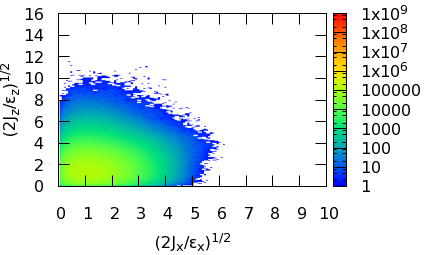 (2J_z/ε_z)^{1/2}
16
14
12
10
8
6
4
2
0
0 1 2 3 4 5 6 7 8 9 10
(2J_x/ε_x)^{1/2}
1x10^9
1x10^8
1x10^7
1x10^6
100000
10000
1000
100
10
1